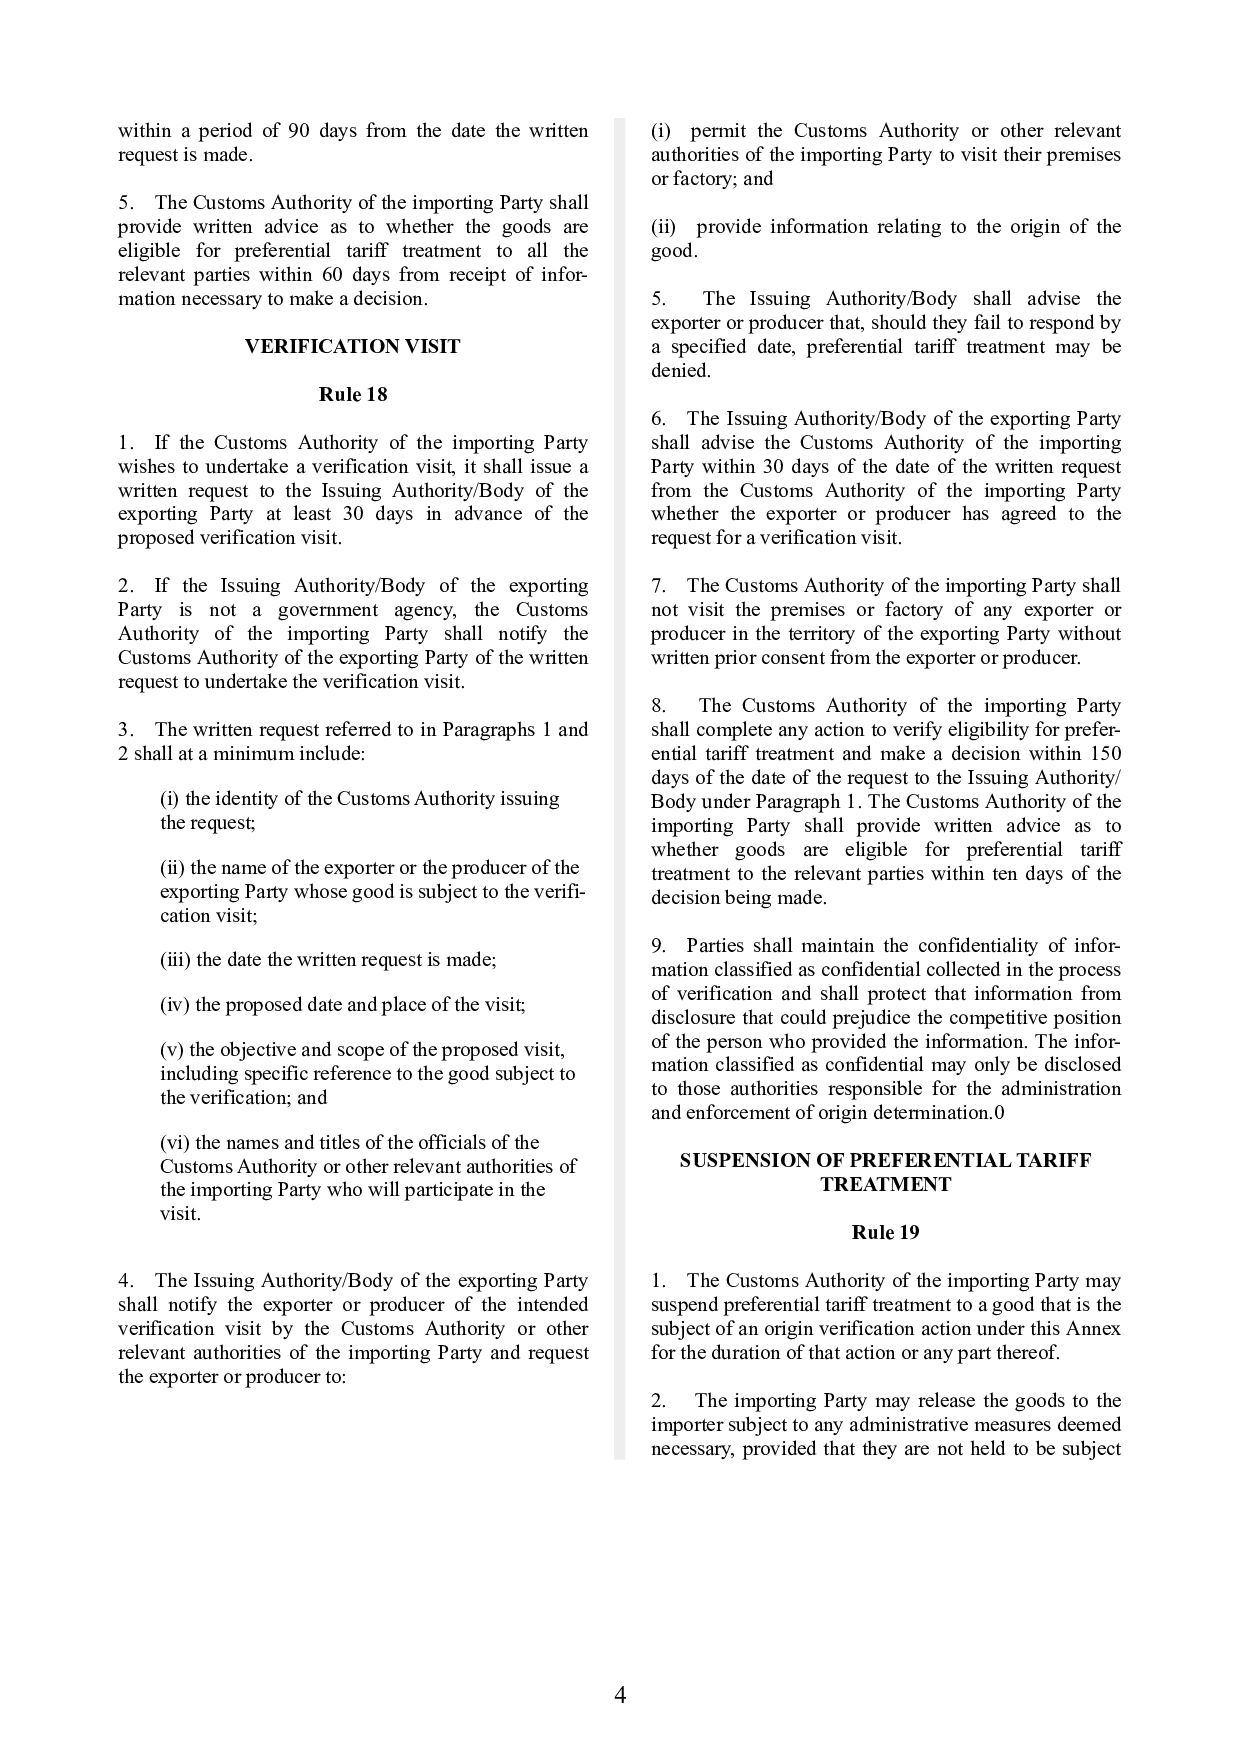 within a period of 90 days from the date the written
request is made.
5. The Customs Authority of the importing Party shall
provide written advice as to whether the goods are
eligible for preferential tariff treatment to all the
relevant parties within 60 days from receipt of infor-
mation necessary to make a decision.
VERIFICATION VISIT
Rule 18
1. If the Customs Authority of the importing Party
wishes to undertake a verification visit, it shall issue a
written request to the Issuing Authority/Body of the
exporting Party at least 30 days in advance of the
proposed verification visit.
2. If the Issuing Authority/Body of the exporting
Party is not a government agency, the Customs
Authority of the importing Party shall notify the
Customs Authority of the exporting Party of the written
request to undertake the verification visit.
3. The written request referred to in Paragraphs 1 and
2 shall at a minimum include:
(i) the identity of the Customs Authority issuing
the request;
(ii) the name of the exporter or the producer of the
exporting Party whose good is subject to the verifi-
cation visit;
(iii) the date the written request is made;
(iv) the proposed date and place of the visit;
(v) the objective and scope of the proposed visit,
including specific reference to the good subject to
the verification; and
(vi) the names and titles of the officials of the
Customs Authority or other relevant authorities of
the importing Party who will participate in the
visit.
4. The Issuing Authority/Body of the exporting Party
shall notify the exporter or producer of the intended
verification visit by the Customs Authority or other
relevant authorities of the importing Party and request
the exporter or producer to:
(i) permit the Customs Authority or other relevant
authorities of the importing Party to visit their premises
or factory; and
(ii) provide information relating to the origin of the
good.
5. The Issuing Authority/Body shall advise the
exporter or producer that, should they fail to respond by
a specified date, preferential tariff treatment may be
denied.
6. The Issuing Authority/Body of the exporting Party
shall advise the Customs Authority of the importing
Party within 30 days of the date of the written request
from the Customs Authority of the importing Party
whether the exporter or producer has agreed to the
request for a verification visit.
7. The Customs Authority of the importing Party shall
not visit the premises or factory of any exporter or
producer in the territory of the exporting Party without
written prior consent from the exporter or producer.
8. The Customs Authority of the importing Party
shall complete any action to verify eligibility for prefer-
ential tariff treatment and make a decision within 150
days of the date of the request to the Issuing Authority/
Body under Paragraph 1. The Customs Authority of the
importing Party shall provide written advice as to
whether goods are eligible for preferential tariff
treatment to the relevant parties within ten days of the
decision being made.
9. Parties shall maintain the confidentiality of infor-
mation classified as confidential collected in the process
of verification and shall protect that information from
disclosure that could prejudice the competitive position
of the person who provided the information. The infor-
mation classified as confidential may only be disclosed
to those authorities responsible for the administration
and enforcement of origin determination.0
SUSPENSION OF PREFERENTIAL TARIFF
TREATMENT
Rule 19
1. The Customs Authority of the importing Party may
suspend preferential tariff treatment to a good that is the
subject of an origin verification action under this Annex
for the duration of that action or any part thereof.
2. The importing Party may release the goods to the
importer subject to any administrative measures deemed
necessary, provided that they are not held to be subject
4